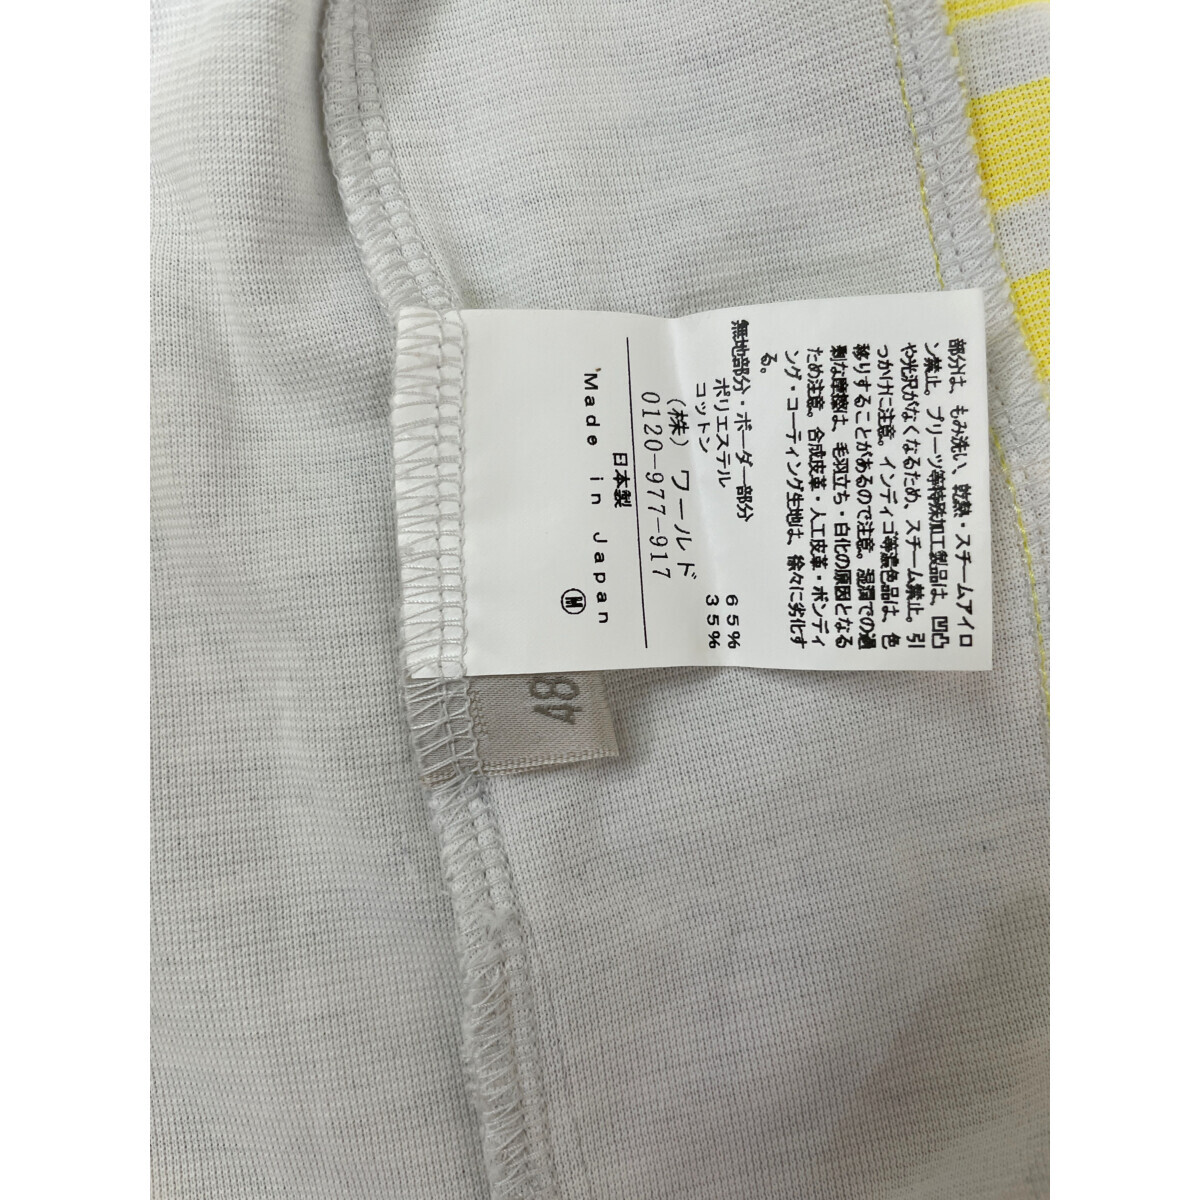 部分は、もみ洗い、乾熱・スチームアイロ
ン禁止。プリーツ等特殊加工製品は、凹凸
や光沢がなくなるため、スチーム禁止。引
っかけに注意。インディゴ等濃色品は、色
移りすることがあるので注意。湿潤での過
剰な摩擦は、毛羽立ち・白化の原因となる
ため注意。合成皮革・人工皮革・ボンディ
ング・コーティング生地は、徐々に劣化す
る。
無地部分・ボーダー部分
ポリエステル 65%
コットン 35%
(株)ワールド
0120-977-917
日本製
Made in Japan
M
48